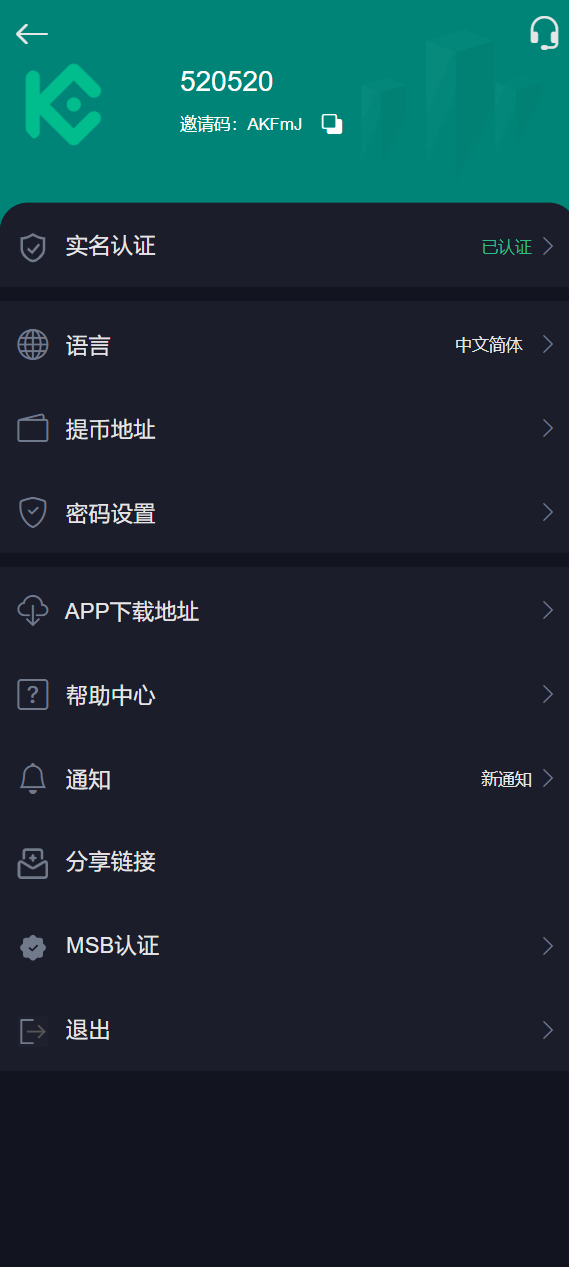 520520
邀请码：AKFmJ
实名认证 已认证
语言 中文简体
提币地址
密码设置
APP下载地址
帮助中心
通知 新通知
分享链接
MSB认证
退出